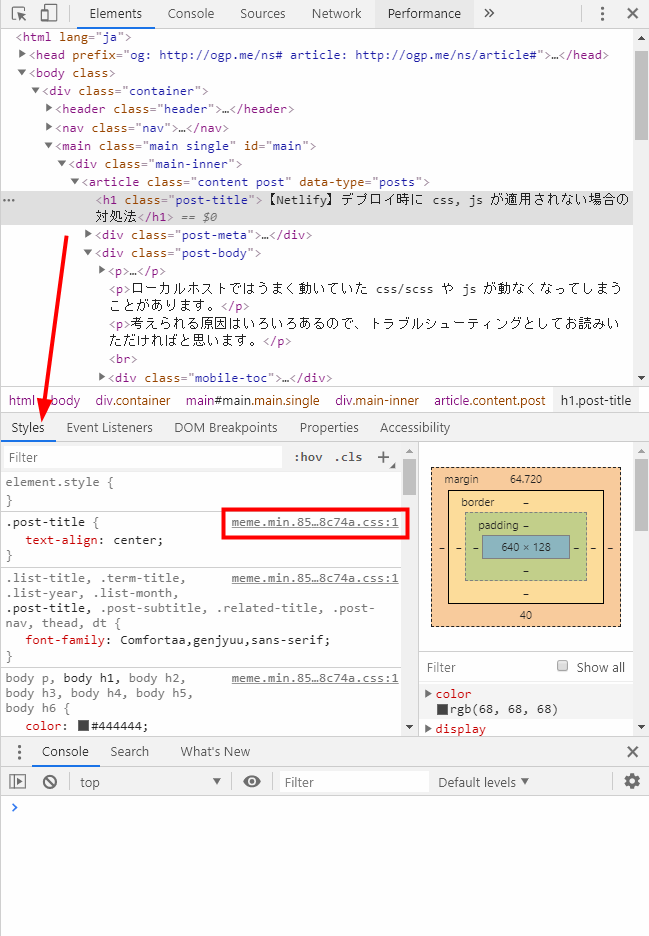 Elements Console Sources Network Performance »
<html lang="ja">
▶<head prefix="og: http://ogp.me/ns# article: http://ogp.me/ns/article#">…</head>
▼<body class>
▼<div class="container">
▶<header class="header">…</header>
▶<nav class="nav">…</nav>
▼<main class="main single" id="main">
▼<div class="main-inner">
▼<article class="content post" data-type="posts">
… <h1 class="post-title">【Netlify】デプロイ時に css, js が適用されない場合の
対処法</h1> == $0
▶<div class="post-meta">…</div>
▼<div class="post-body">
▶<p>…</p>
<p>ローカルホストではうまく動いていた css/scss や js が動なくなってしまう
ことがあります。</p>
<p>考えられる原因はいろいろあるので、トラブルシューティングとしてお読みい
ただければと思います。</p>
<br>
▶<div class="mobile-toc">…</div>
html body div.container main#main.main.single div.main-inner article.content.post h1.post-title
Styles Event Listeners DOM Breakpoints Properties Accessibility
Filter :hov .cls +
element.style {
}
.post-title { meme.min.85…8c74a.css:1
text-align: center;
}
.list-title, .term-title, meme.min.85…8c74a.css:1
.list-year, .list-month,
.post-title, .post-subtitle, .related-title, .post-
nav, thead, dt {
font-family: Comfortaa,genjyuu,sans-serif;
}
body p, body h1, body h2, meme.min.85…8c74a.css:1
body h3, body h4, body h5,
body h6 {
color: #444444;
margin 64.720
border –
padding –
– – – 640 × 128 – – –
–
–
40
Filter Show all
▶ color
rgb(68, 68, 68)
▶ display
Console Search What's New
top ▼ Filter Default levels ▼
>